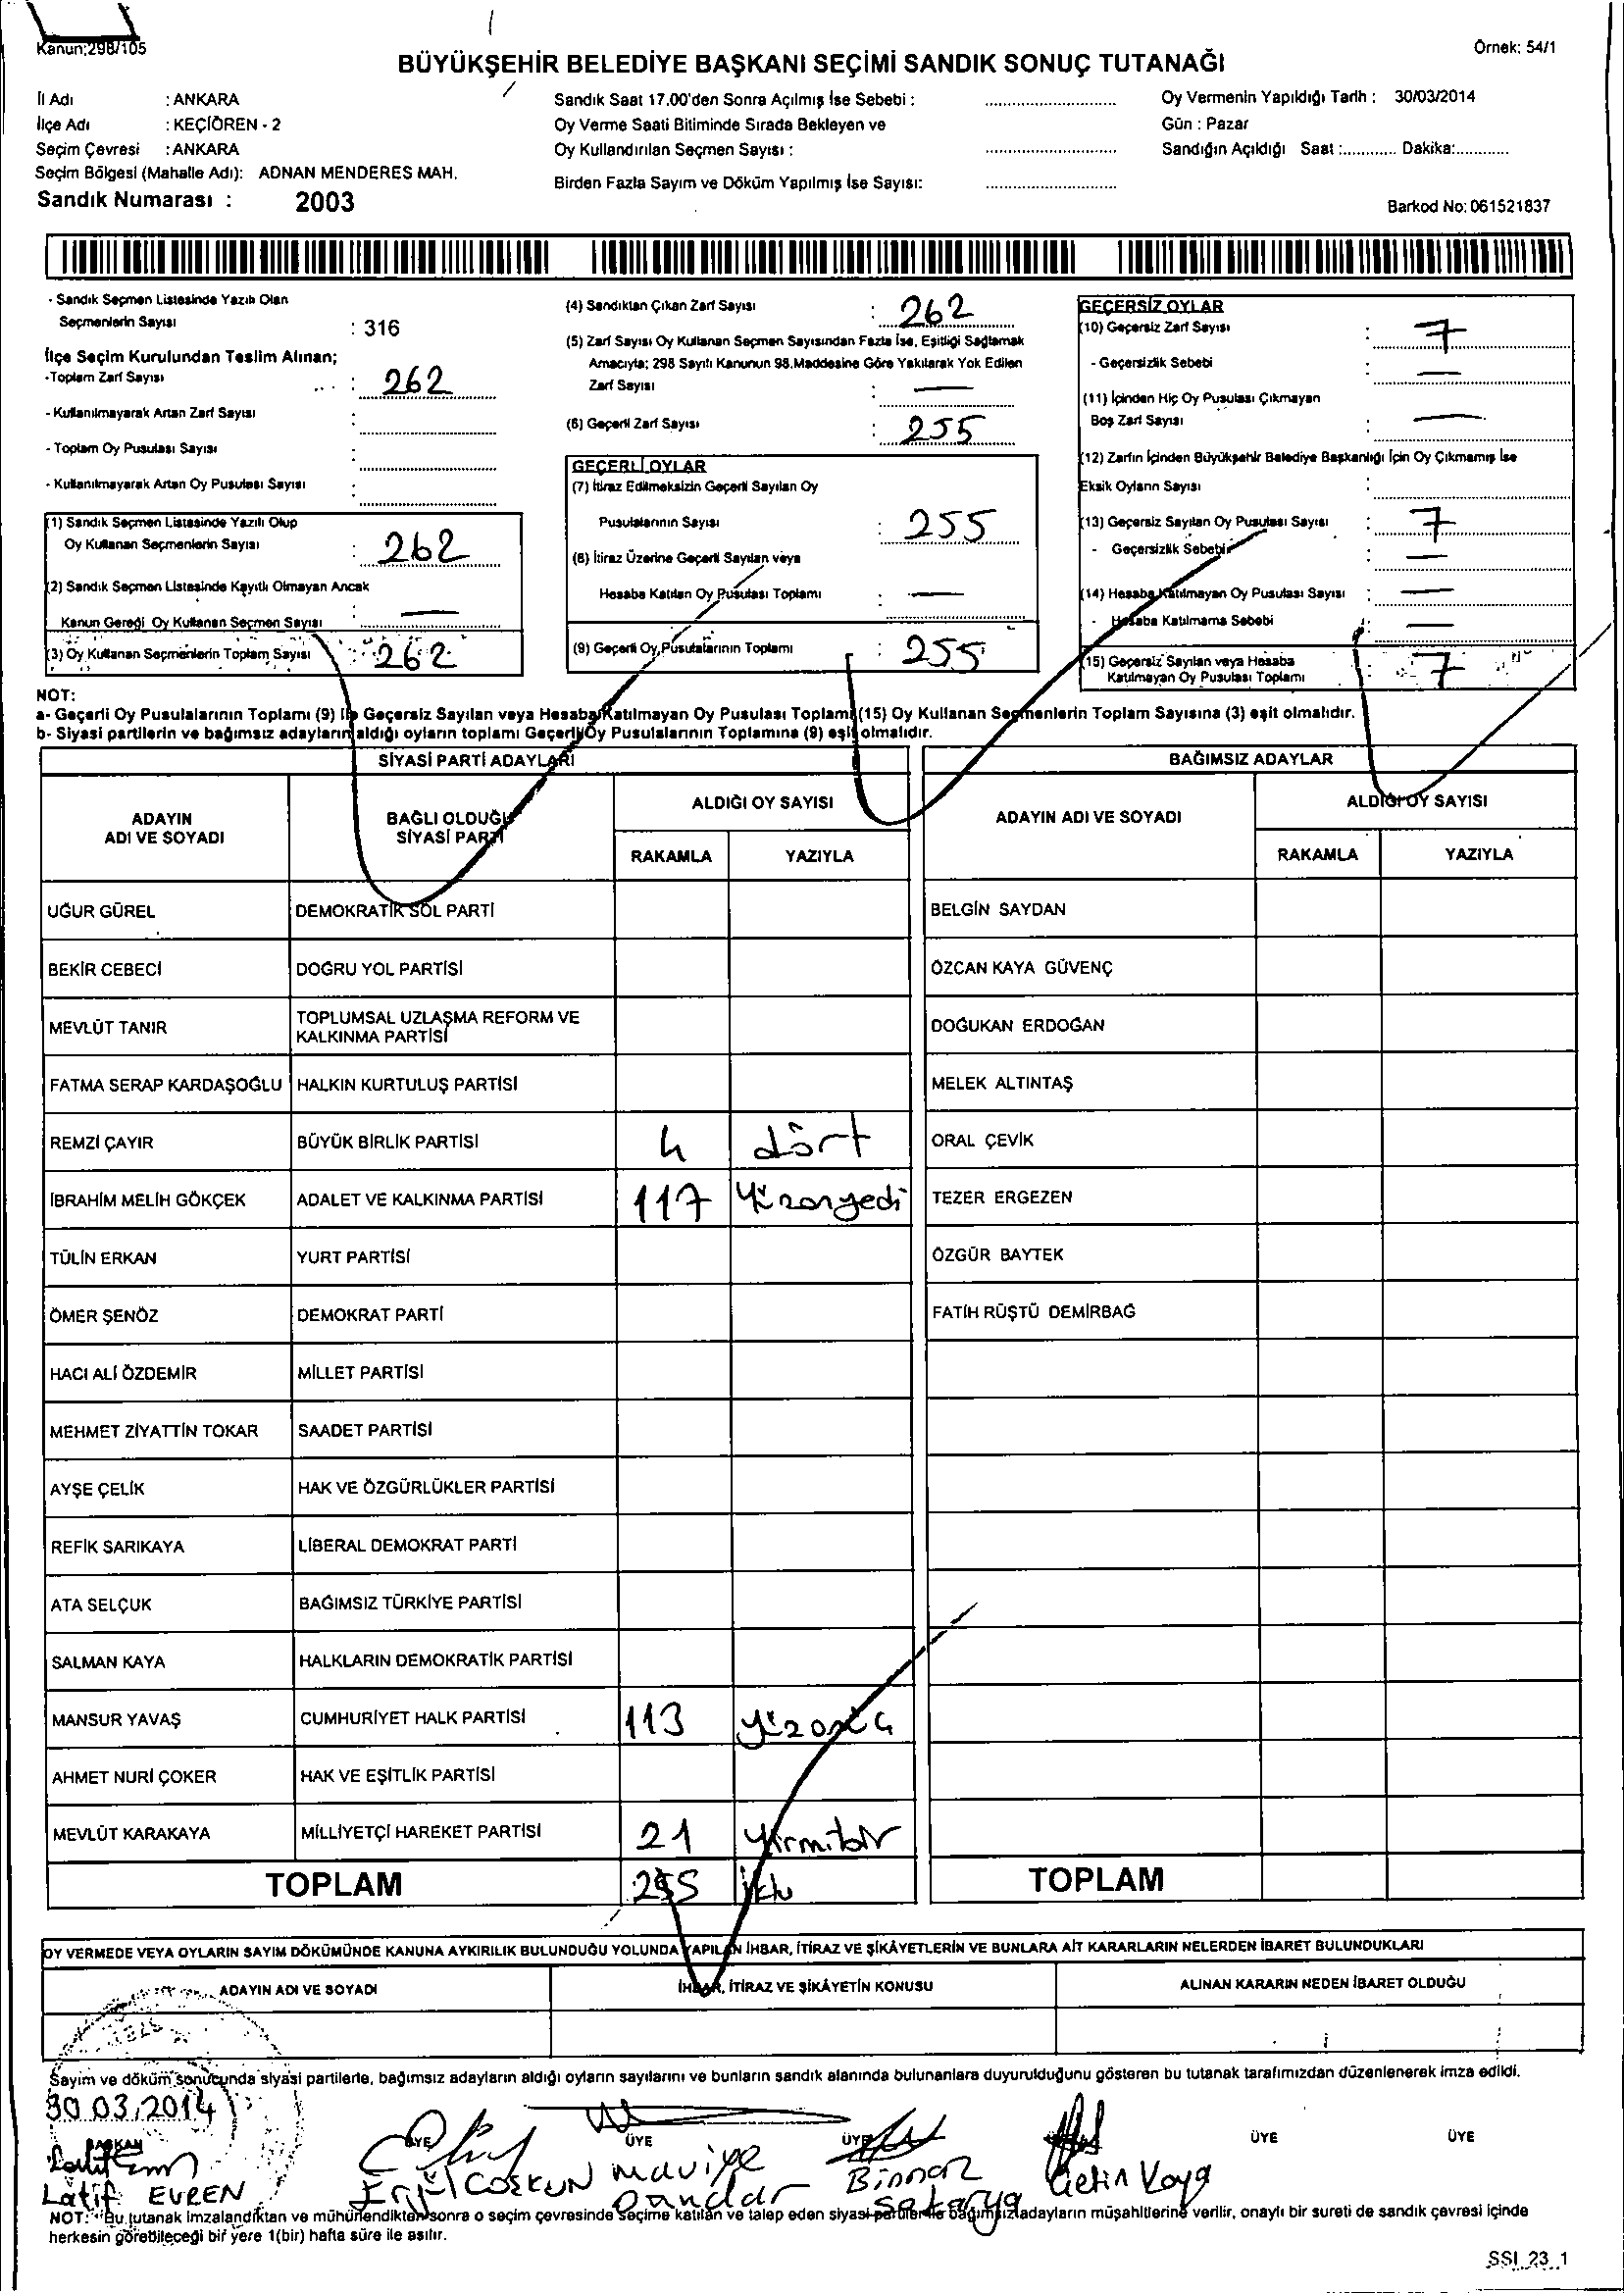 Kanun;298/105
Örnek: 54/1
BÜYÜKŞEHİR BELEDİYE BAŞKANI SEÇİMİ SANDIK SONUÇ TUTANAĞI
İl Adı : ANKARA
İlçe Adı : KEÇİÖREN - 2
Seçim Çevresi : ANKARA
Seçim Bölgesi (Mahalle Adı): ADNAN MENDERES MAH.
Sandık Numarası : 2003
Sandık Saat 17.00'den Sonra Açılmış İse Sebebi :
Oy Verme Saati Bitiminde Sırada Bekleyen ve
Oy Kullandırılan Seçmen Sayısı :
Birden Fazla Sayım ve Döküm Yapılmış İse Sayısı:
Oy Vermenin Yapıldığı Tarih : 30/03/2014
Gün : Pazar
Sandığın Açıldığı Saat :............ Dakika:............
Barkod No: 061521837
- Sandık Seçmen Listesinde Yazılı Olan
Seçmenlerin Sayısı : 316
İlçe Seçim Kurulundan Teslim Alınan;
-Toplam Zarf Sayısı : 262
- Kullanılmayarak Artan Zarf Sayısı :
- Toplam Oy Pusulası Sayısı :
- Kullanılmayarak Artan Oy Pusulası Sayısı :
(1) Sandık Seçmen Listesinde Yazılı Olup
Oy Kullanan Seçmenlerin Sayısı : 262
(2) Sandık Seçmen Listesinde Kayıtlı Olmayan Ancak
Kanun Gereği Oy Kullanan Seçmen Sayısı : —
(3) Oy Kullanan Seçmenlerin Toplam Sayısı : 262
(4) Sandıktan Çıkan Zarf Sayısı : 262
(5) Zarf Sayısı Oy Kullanan Seçmen Sayısından Fazla İse, Eşitliği Sağlamak
Amacıyla; 298 Sayılı Kanunun 98.Maddesine Göre Yakılarak Yok Edilen
Zarf Sayısı : —
(6) Geçerli Zarf Sayısı : 255
GEÇERLİ OYLAR
(7) İtiraz Edilmeksizin Geçerli Sayılan Oy
Pusulalarının Sayısı : 255
(8) İtiraz Üzerine Geçerli Sayılan veya
Hesaba Katılan Oy Pusulası Toplamı : —
(9) Geçerli Oy Pusulalarının Toplamı : 255
GEÇERSİZ OYLAR
(10) Geçersiz Zarf Sayısı : 7
- Geçersizlik Sebebi : —
(11) İçinden Hiç Oy Pusulası Çıkmayan
Boş Zarf Sayısı : —
(12) Zarfın İçinden Büyükşehir Belediye Başkanlığı İçin Oy Çıkmamış İse
Eksik Oyların Sayısı :
(13) Geçersiz Sayılan Oy Pusulası Sayısı : 7
- Geçersizlik Sebebi : —
(14) Hesaba Katılmayan Oy Pusulası Sayısı : —
- Hesaba Katılmama Sebebi —
(15) Geçersiz Sayılan veya Hesaba
Katılmayan Oy Pusulası Toplamı : 7
NOT:
a- Geçerli Oy Pusulalarının Toplamı (9) ile Geçersiz Sayılan veya Hesaba Katılmayan Oy Pusulası Toplamı (15) Oy Kullanan Seçmenlerin Toplam Sayısına (3) eşit olmalıdır.
b- Siyasi partilerin ve bağımsız adayların aldığı oyların toplamı Geçerli Oy Pusulalarının Toplamına (9) eşit olmalıdır.
SİYASİ PARTİ ADAYLARI
BAĞIMSIZ ADAYLAR
ADAYIN ADI VE SOYADI
BAĞLI OLDUĞU SİYASİ PARTİ
ALDIĞI OY SAYISI
RAKAMLA YAZIYLA
ADAYIN ADI VE SOYADI
ALDIĞI OY SAYISI
RAKAMLA YAZIYLA
UĞUR GÜREL DEMOKRATİK SOL PARTİ BELGİN SAYDAN
BEKİR CEBECİ DOĞRU YOL PARTİSİ ÖZCAN KAYA GÜVENÇ
MEVLÜT TANIR TOPLUMSAL UZLAŞMA REFORM VE KALKINMA PARTİSİ DOĞUKAN ERDOĞAN
FATMA SERAP KARDAŞOĞLU HALKIN KURTULUŞ PARTİSİ MELEK ALTINTAŞ
REMZİ ÇAYIR BÜYÜK BİRLİK PARTİSİ 4 dört ORAL ÇEVİK
İBRAHİM MELİH GÖKÇEK ADALET VE KALKINMA PARTİSİ 117 Yüzonyedi TEZER ERGEZEN
TÜLİN ERKAN YURT PARTİSİ ÖZGÜR BAYTEK
ÖMER ŞENÖZ DEMOKRAT PARTİ FATİH RÜŞTÜ DEMİRBAĞ
HACI ALİ ÖZDEMİR MİLLET PARTİSİ
MEHMET ZİYATTİN TOKAR SAADET PARTİSİ
AYŞE ÇELİK HAK VE ÖZGÜRLÜKLER PARTİSİ
REFİK SARIKAYA LİBERAL DEMOKRAT PARTİ
ATA SELÇUK BAĞIMSIZ TÜRKİYE PARTİSİ
SALMAN KAYA HALKLARIN DEMOKRATİK PARTİSİ
MANSUR YAVAŞ CUMHURİYET HALK PARTİSİ 113 yüzonüç
AHMET NURİ ÇOKER HAK VE EŞİTLİK PARTİSİ
MEVLÜT KARAKAYA MİLLİYETÇİ HAREKET PARTİSİ 21 Yirmibir
TOPLAM 255
TOPLAM
OY VERMEDE VEYA OYLARIN SAYIM DÖKÜMÜNDE KANUNA AYKIRILIK BULUNDUĞU YOLUNDA YAPILAN İHBAR, İTİRAZ VE ŞİKÂYETLERİN VE BUNLARA AİT KARARLARIN NELERDEN İBARET BULUNDUKLARI
ADAYIN ADI VE SOYADI
İHBAR, İTİRAZ VE ŞİKÂYETİN KONUSU
ALINAN KARARIN NEDEN İBARET OLDUĞU
Sayım ve döküm sonucunda siyasi partilerle, bağımsız adayların aldığı oyların sayılarını ve bunların sandık alanında bulunanlara duyurulduğunu gösteren bu tutanak tarafımızdan düzenlenerek imza edildi.
30.03.2014
BAŞKAN ÜYE ÜYE ÜYE ÜYE ÜYE
Latif EVREN
COŞKUN
Binnaz Sakarya
Çetin Kaya
NOT: Bu tutanak imzalandıktan ve mühürlendikten sonra o seçim çevresinde seçime katılan ve talep eden siyasi partilerle bağımsız adayların müşahitlerine verilir, onaylı bir sureti de sandık çevresi içinde
herkesin görebileceği bir yere 1(bir) hafta süre ile asılır.
SSI_23_1